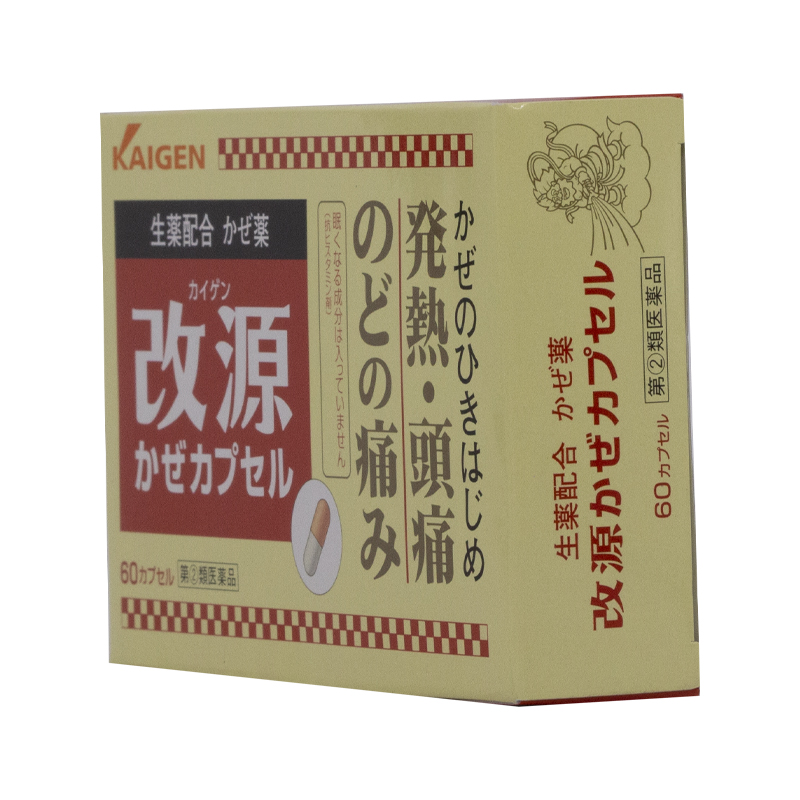 KAIGEN
生薬配合 かぜ薬
カイゲン
改源
かぜカプセル
60カプセル 第②類医薬品
かぜのひきはじめ
発熱・頭痛
のどの痛み
眠くなる成分は入っていません
(抗ヒスタミン剤)
生薬配合 かぜ薬
改源かぜカプセル
第②類医薬品
60カプセル